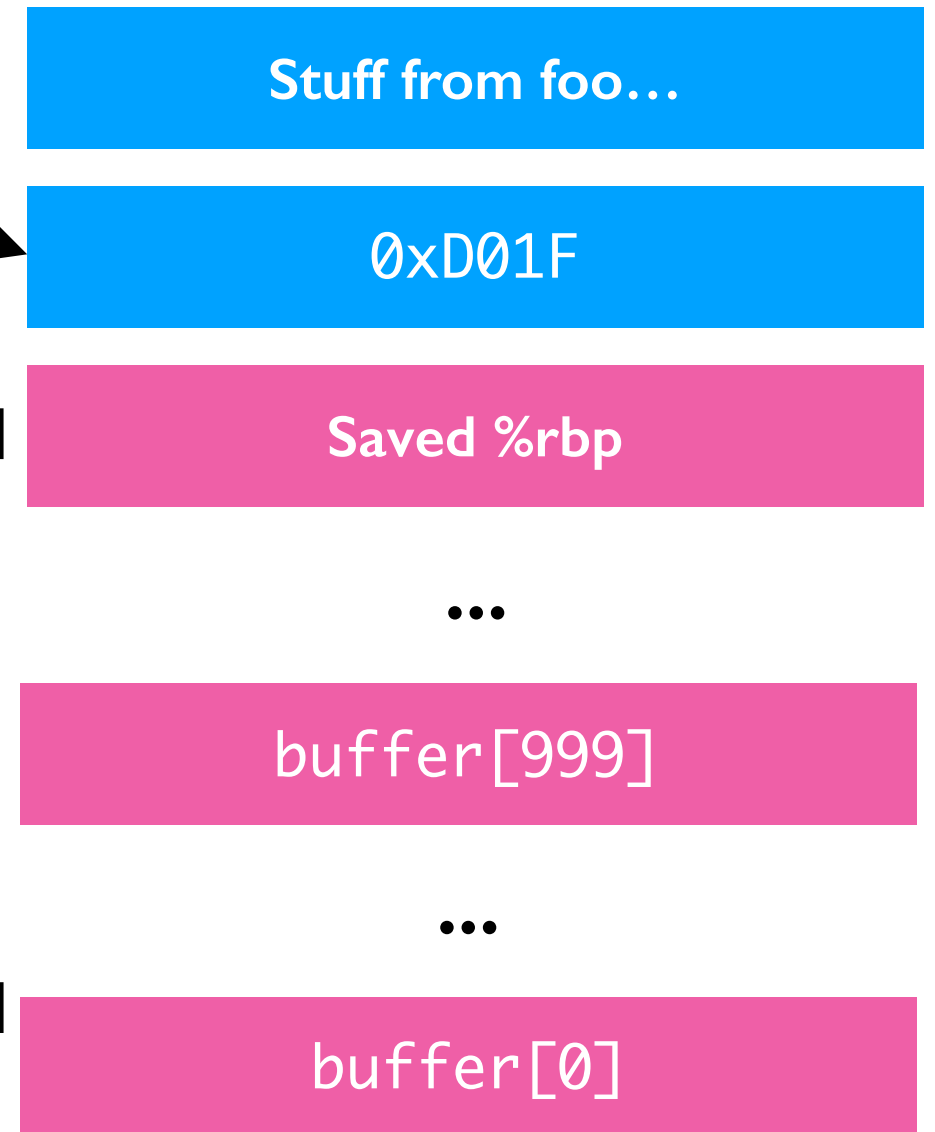 Stuff from foo…
0xD01F
Saved %rbp
…
buffer[999]
…
buffer[0]